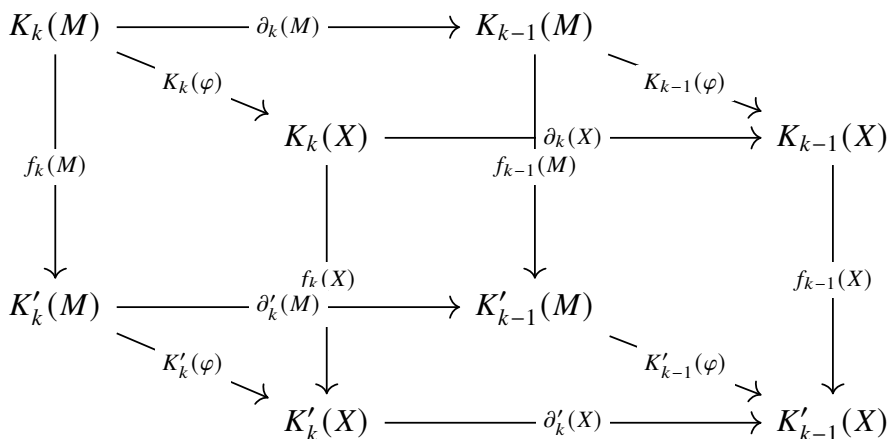 K_k(M) ∂_k(M) K_{k−1}(M)
K_k(φ) K_{k−1}(φ)
K_k(X) ∂_k(X) K_{k−1}(X)
f_k(M) f_{k−1}(M)
f_k(X) f_{k−1}(X)
K′_k(M) ∂′_k(M) K′_{k−1}(M)
K′_k(φ) K′_{k−1}(φ)
K′_k(X) ∂′_k(X) K′_{k−1}(X)